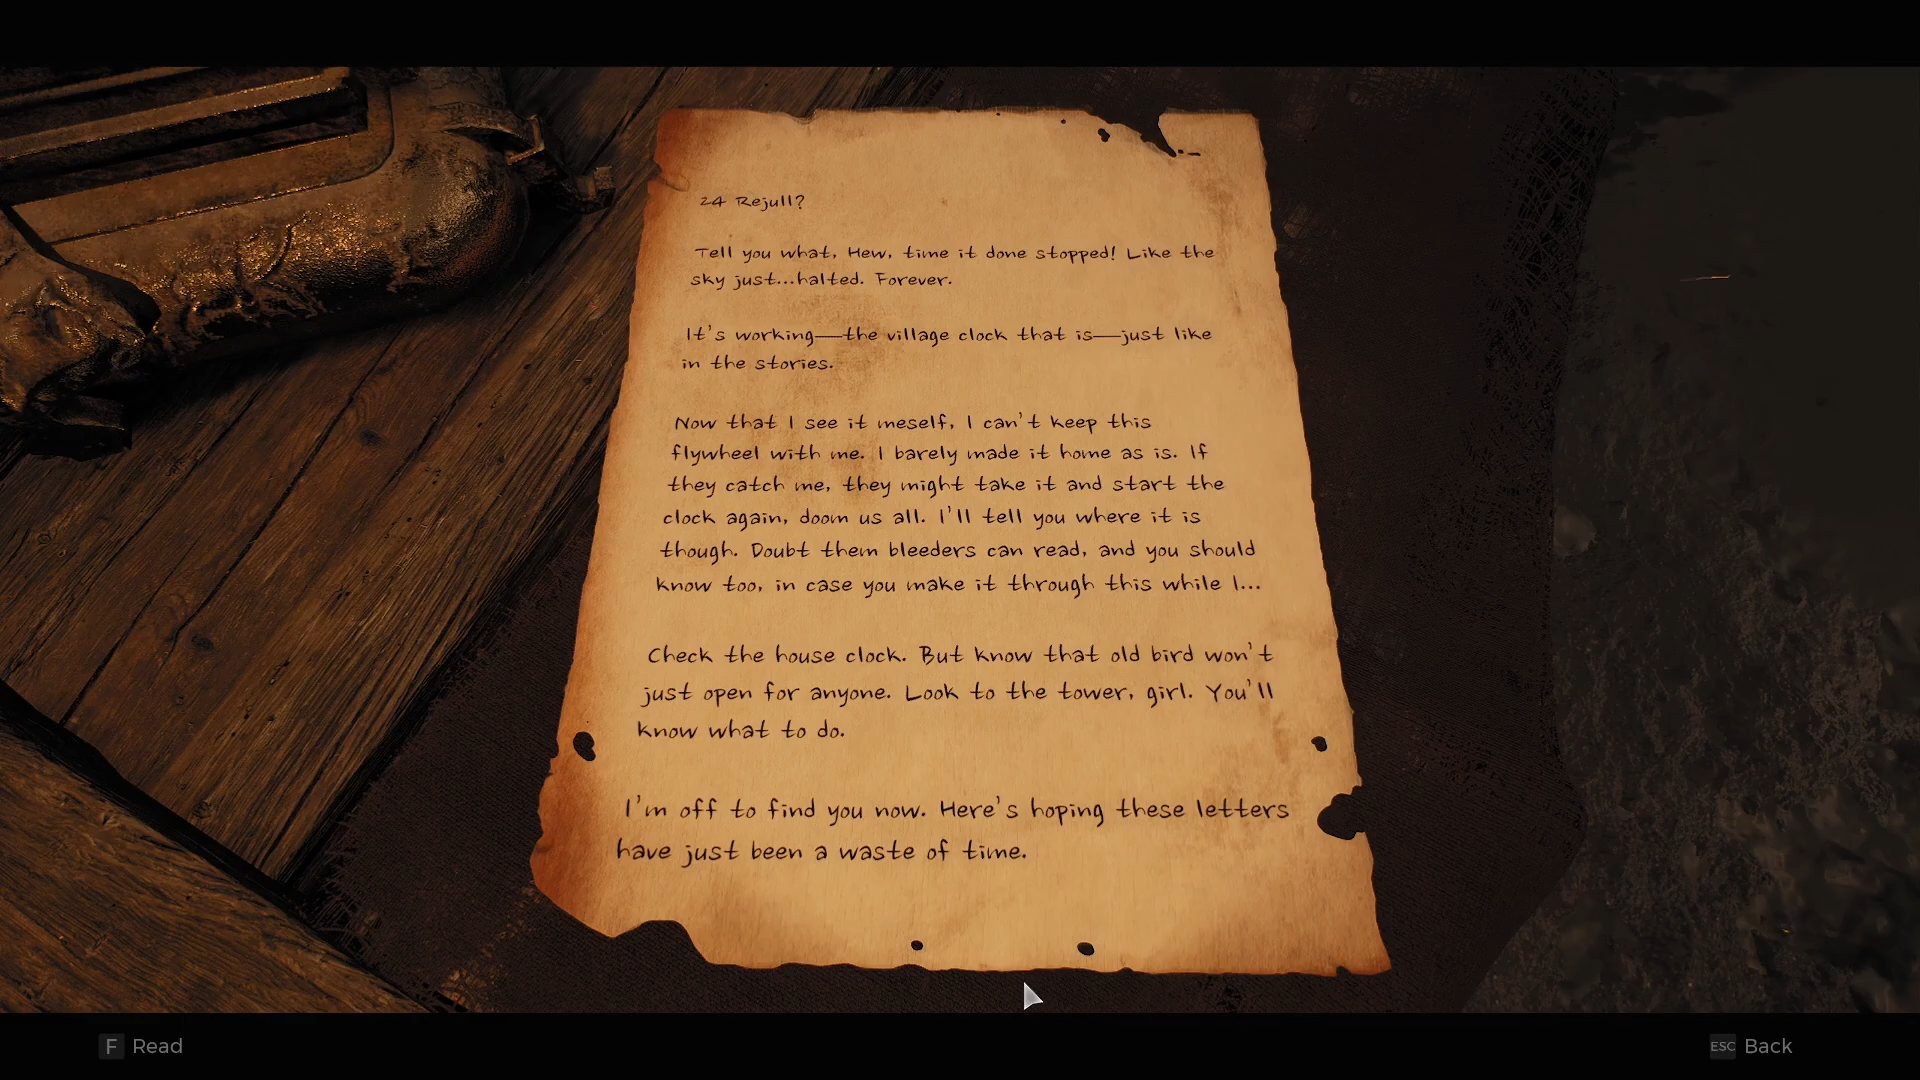 24 Rejull?
Tell you what, Hew, time it done stopped! Like the
sky just...halted. Forever.
It's working—the village clock that is—just like
in the stories.
Now that I see it meself, I can't keep this
flywheel with me. I barely made it home as is. If
they catch me, they might take it and start the
clock again, doom us all. I'll tell you where it is
though. Doubt them bleeders can read, and you should
know too, in case you make it through this while I...
Check the house clock. But know that old bird won't
just open for anyone. Look to the tower, girl. You'll
know what to do.
I'm off to find you now. Here's hoping these letters
have just been a waste of time.
F Read
ESC Back